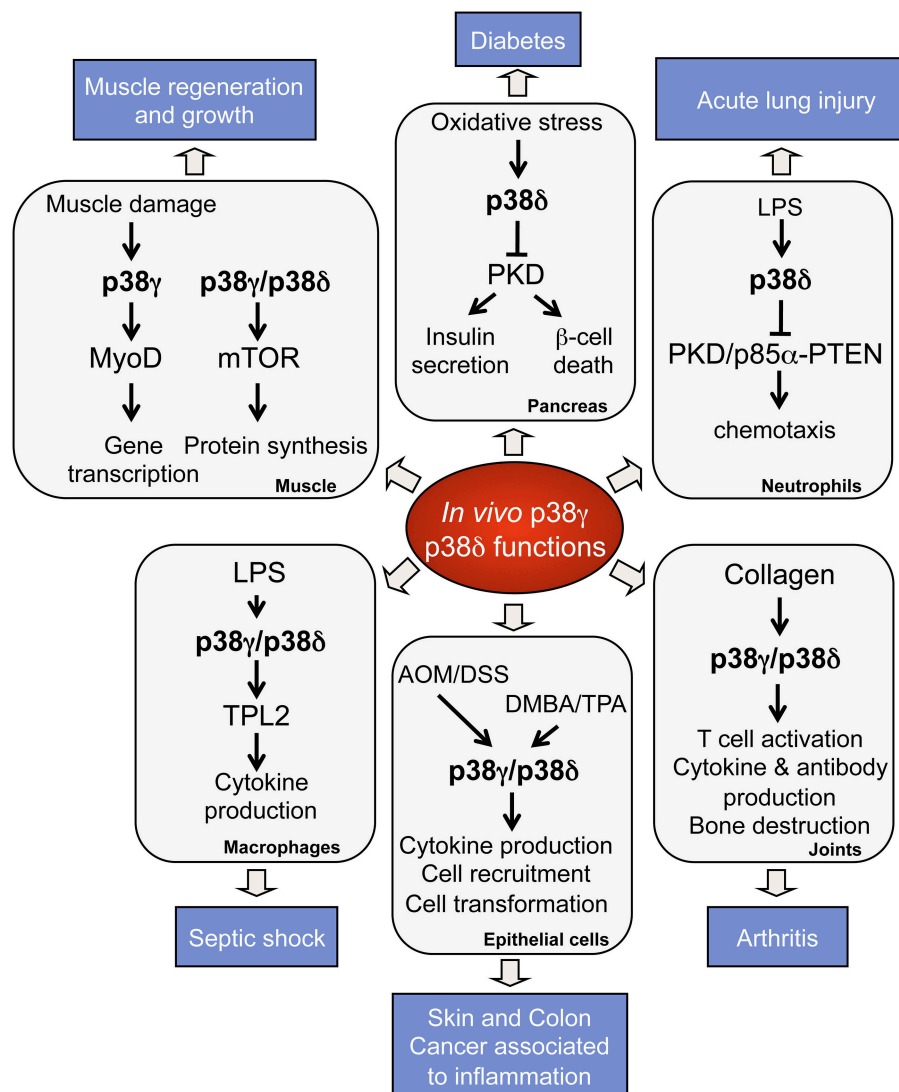 Diabetes
Muscle regeneration
and growth
Acute lung injury
Muscle damage
p38γ
p38γ/p38δ
MyoD
mTOR
Gene
transcription
Protein synthesis
Muscle
Oxidative stress
p38δ
PKD
Insulin
secretion
β-cell
death
Pancreas
LPS
p38δ
PKD/p85α-PTEN
chemotaxis
Neutrophils
In vivo p38γ
p38δ functions
LPS
p38γ/p38δ
TPL2
Cytokine
production
Macrophages
AOM/DSS
DMBA/TPA
p38γ/p38δ
Cytokine production
Cell recruitment
Cell transformation
Epithelial cells
Collagen
p38γ/p38δ
T cell activation
Cytokine & antibody
production
Bone destruction
Joints
Septic shock
Arthritis
Skin and Colon
Cancer associated
to inflammation